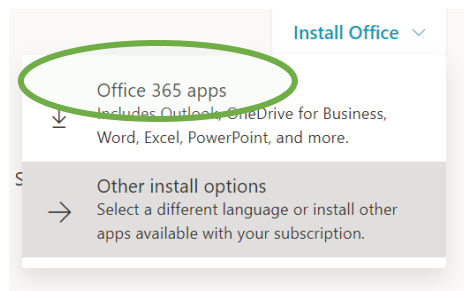 Install Office
Office 365 apps
Includes Outlook, OneDrive for Business,
Word, Excel, PowerPoint, and more.
S
Other install options
Select a different language or install other
apps available with your subscription.